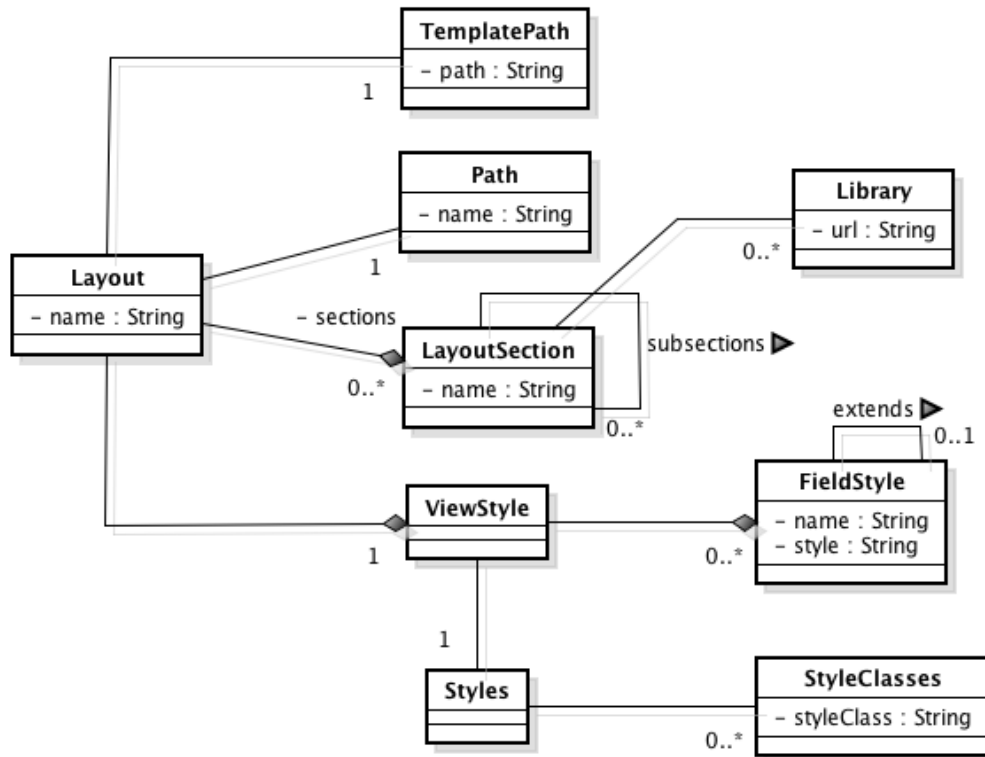 TemplatePath
- path : String
1
Path
- name : String
1
Library
- url : String
0..*
Layout
- name : String
- sections
0..*
LayoutSection
- name : String
subsections
0..*
extends
0..1
FieldStyle
- name : String
- style : String
0..*
ViewStyle
1
1
Styles
StyleClasses
- styleClass : String
0..*